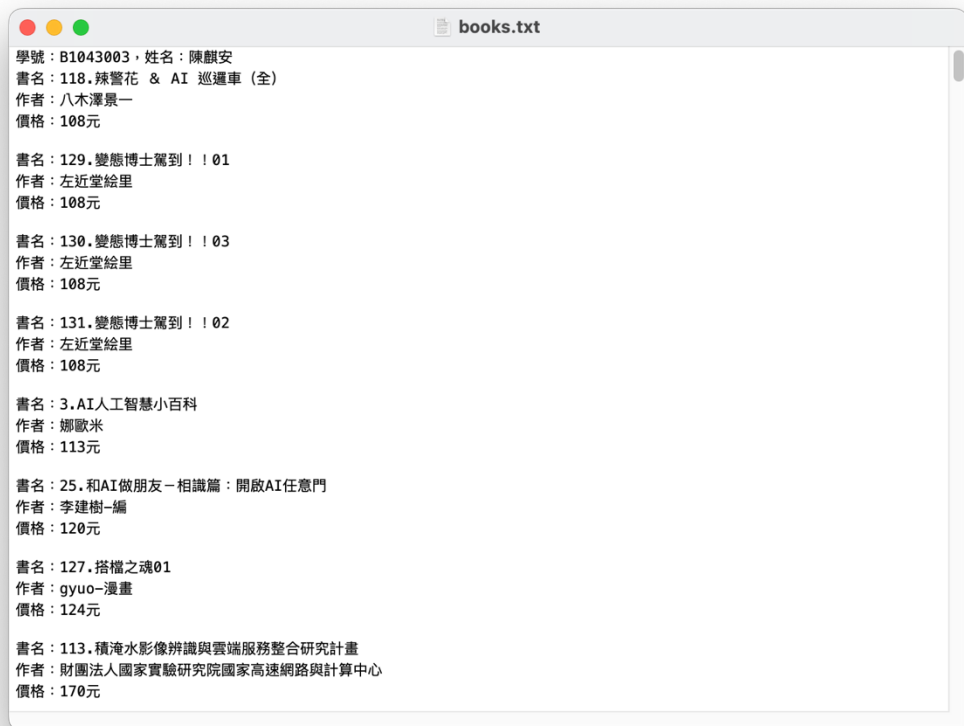 books.txt
學號：B1043003，姓名：陳麒安
書名：118.辣警花 ＆ AI 巡邏車（全）
作者：八木澤景一
價格：108元
書名：129.變態博士駕到！！01
作者：左近堂絵里
價格：108元
書名：130.變態博士駕到！！03
作者：左近堂絵里
價格：108元
書名：131.變態博士駕到！！02
作者：左近堂絵里
價格：108元
書名：3.AI人工智慧小百科
作者：娜歐米
價格：113元
書名：25.和AI做朋友－相識篇：開啟AI任意門
作者：李建樹-編
價格：120元
書名：127.搭檔之魂01
作者：gyuo-漫畫
價格：124元
書名：113.積淹水影像辨識與雲端服務整合研究計畫
作者：財團法人國家實驗研究院國家高速網路與計算中心
價格：170元